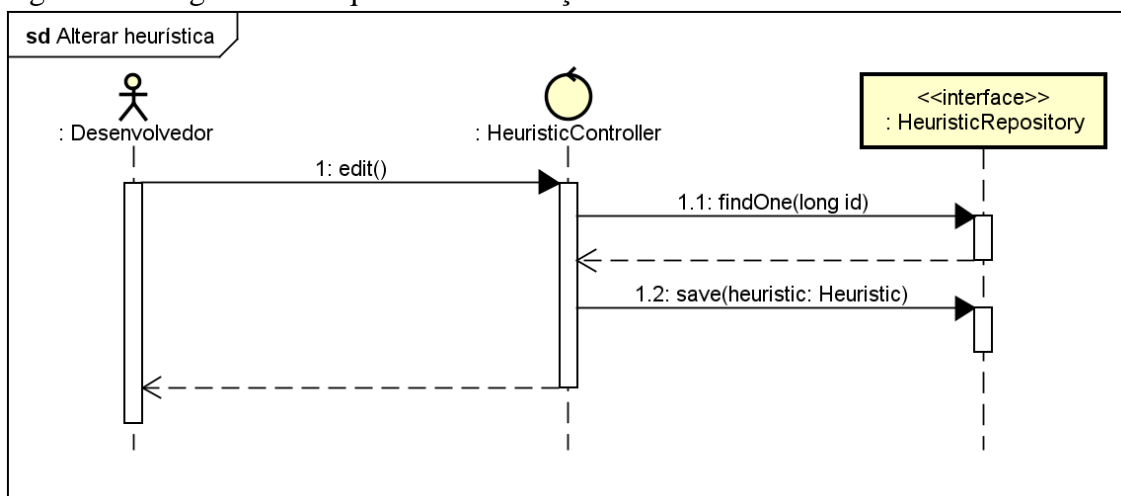 sd Alterar heurística
: Desenvolvedor
: HeuristicController
<<interface>>
: HeuristicRepository
1: edit()
1.1: findOne(long id)
1.2: save(heuristic: Heuristic)